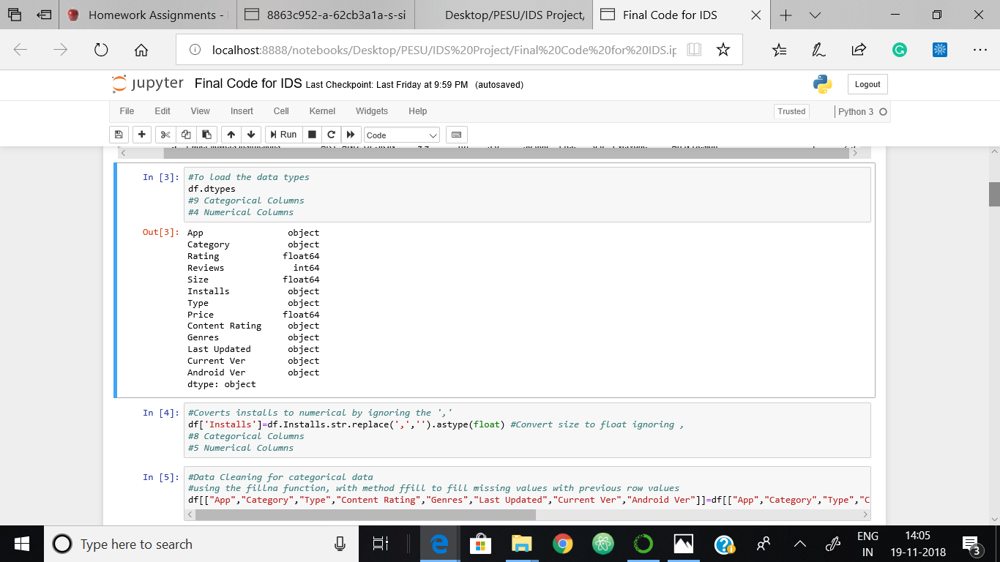 Homework Assignments -
8863c952-a-62cb3a1a-s-si
Desktop/PESU/IDS Project,
Final Code for IDS
localhost:8888/notebooks/Desktop/PESU/IDS%20Project/Final%20Code%20for%20IDS.ip
jupyter Final Code for IDS Last Checkpoint: Last Friday at 9:59 PM (autosaved)
Logout
File Edit View Insert Cell Kernel Widgets Help
Trusted
Python 3
Run
Code
In [3]: #To load the data types
df.dtypes
#9 Categorical Columns
#4 Numerical Columns
Out[3]: App object
Category object
Rating float64
Reviews int64
Size float64
Installs object
Type object
Price float64
Content Rating object
Genres object
Last Updated object
Current Ver object
Android Ver object
dtype: object
In [4]: #Coverts installs to numerical by ignoring the ','
df['Installs']=df.Installs.str.replace(',','').astype(float) #Convert size to float ignoring ,
#8 Categorical Columns
#5 Numerical Columns
In [5]: #Data Cleaning for categorical data
#using the fillna function, with method ffill to fill missing values with previous row values
df[["App","Category","Type","Content Rating","Genres","Last Updated","Current Ver","Android Ver"]]=df[["App","Category","Type","C
Type here to search
ENG
IN
14:05
19-11-2018
3